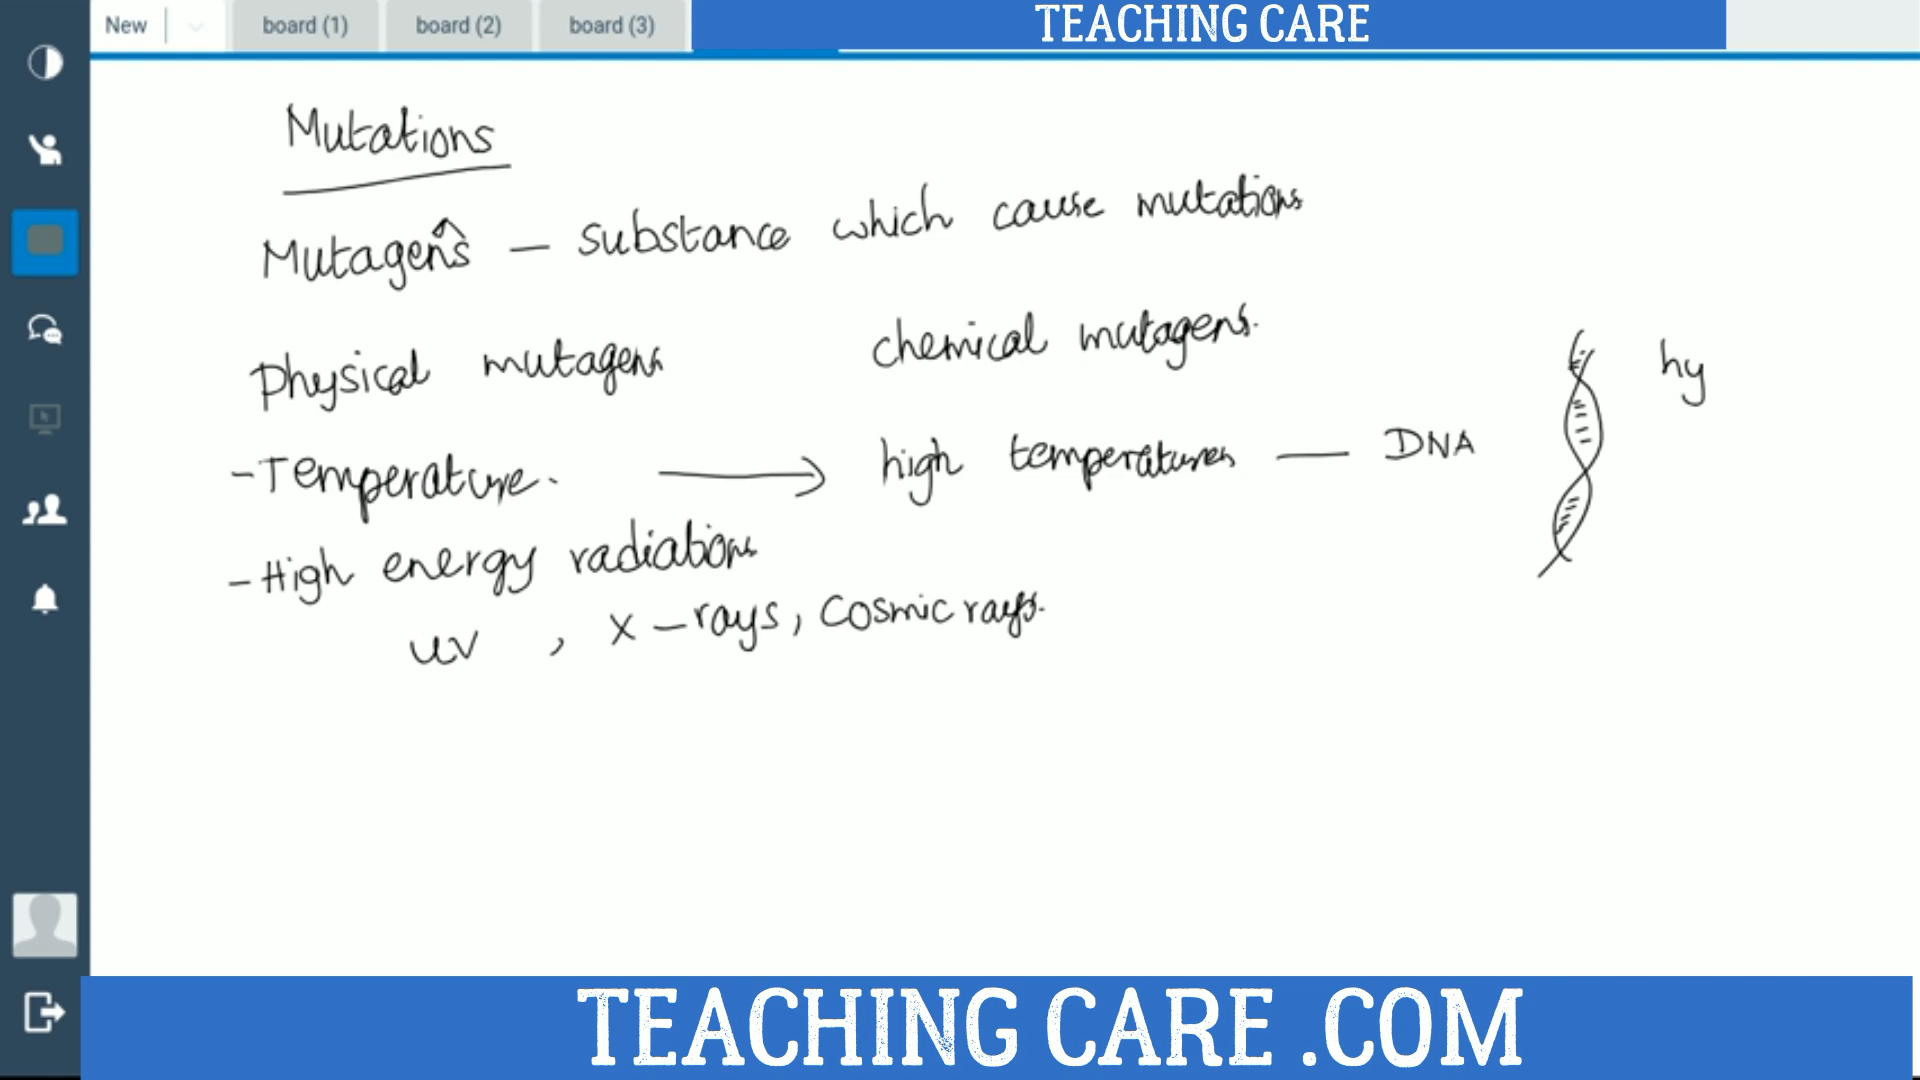 New
board (1)
board (2)
board (3)
TEACHING CARE
Mutations
Mutagens — substance which cause mutations
Physical mutagens chemical mutagens.
hy
-Temperature. → high temperatures — DNA
-High energy radiations
UV , X-rays, Cosmic rays.
TEACHING CARE .COM